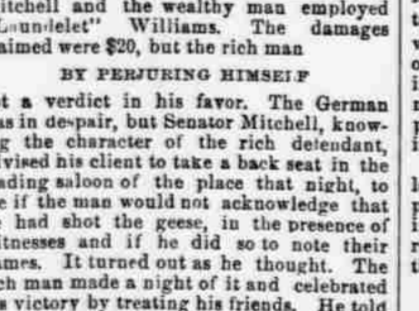 itchell and the wealthy man employed
Williams. The damages
aimed were $20, but the rich man
BY PERJURING HIMSELF
t a verdict in his favor. The German
as in despair, but Senator Mitchell, know-
g the character of the rich detendant,
vised his client to take a back seat in the
ading saloon of the place that night, to
e if the man would not acknowledge that
had shot the geese, in the presence of
itnesses and if he did so to note their
ames. It turned out as he thought. The
ch man made a night of it and celebrated
s victory by treating his friends. He told